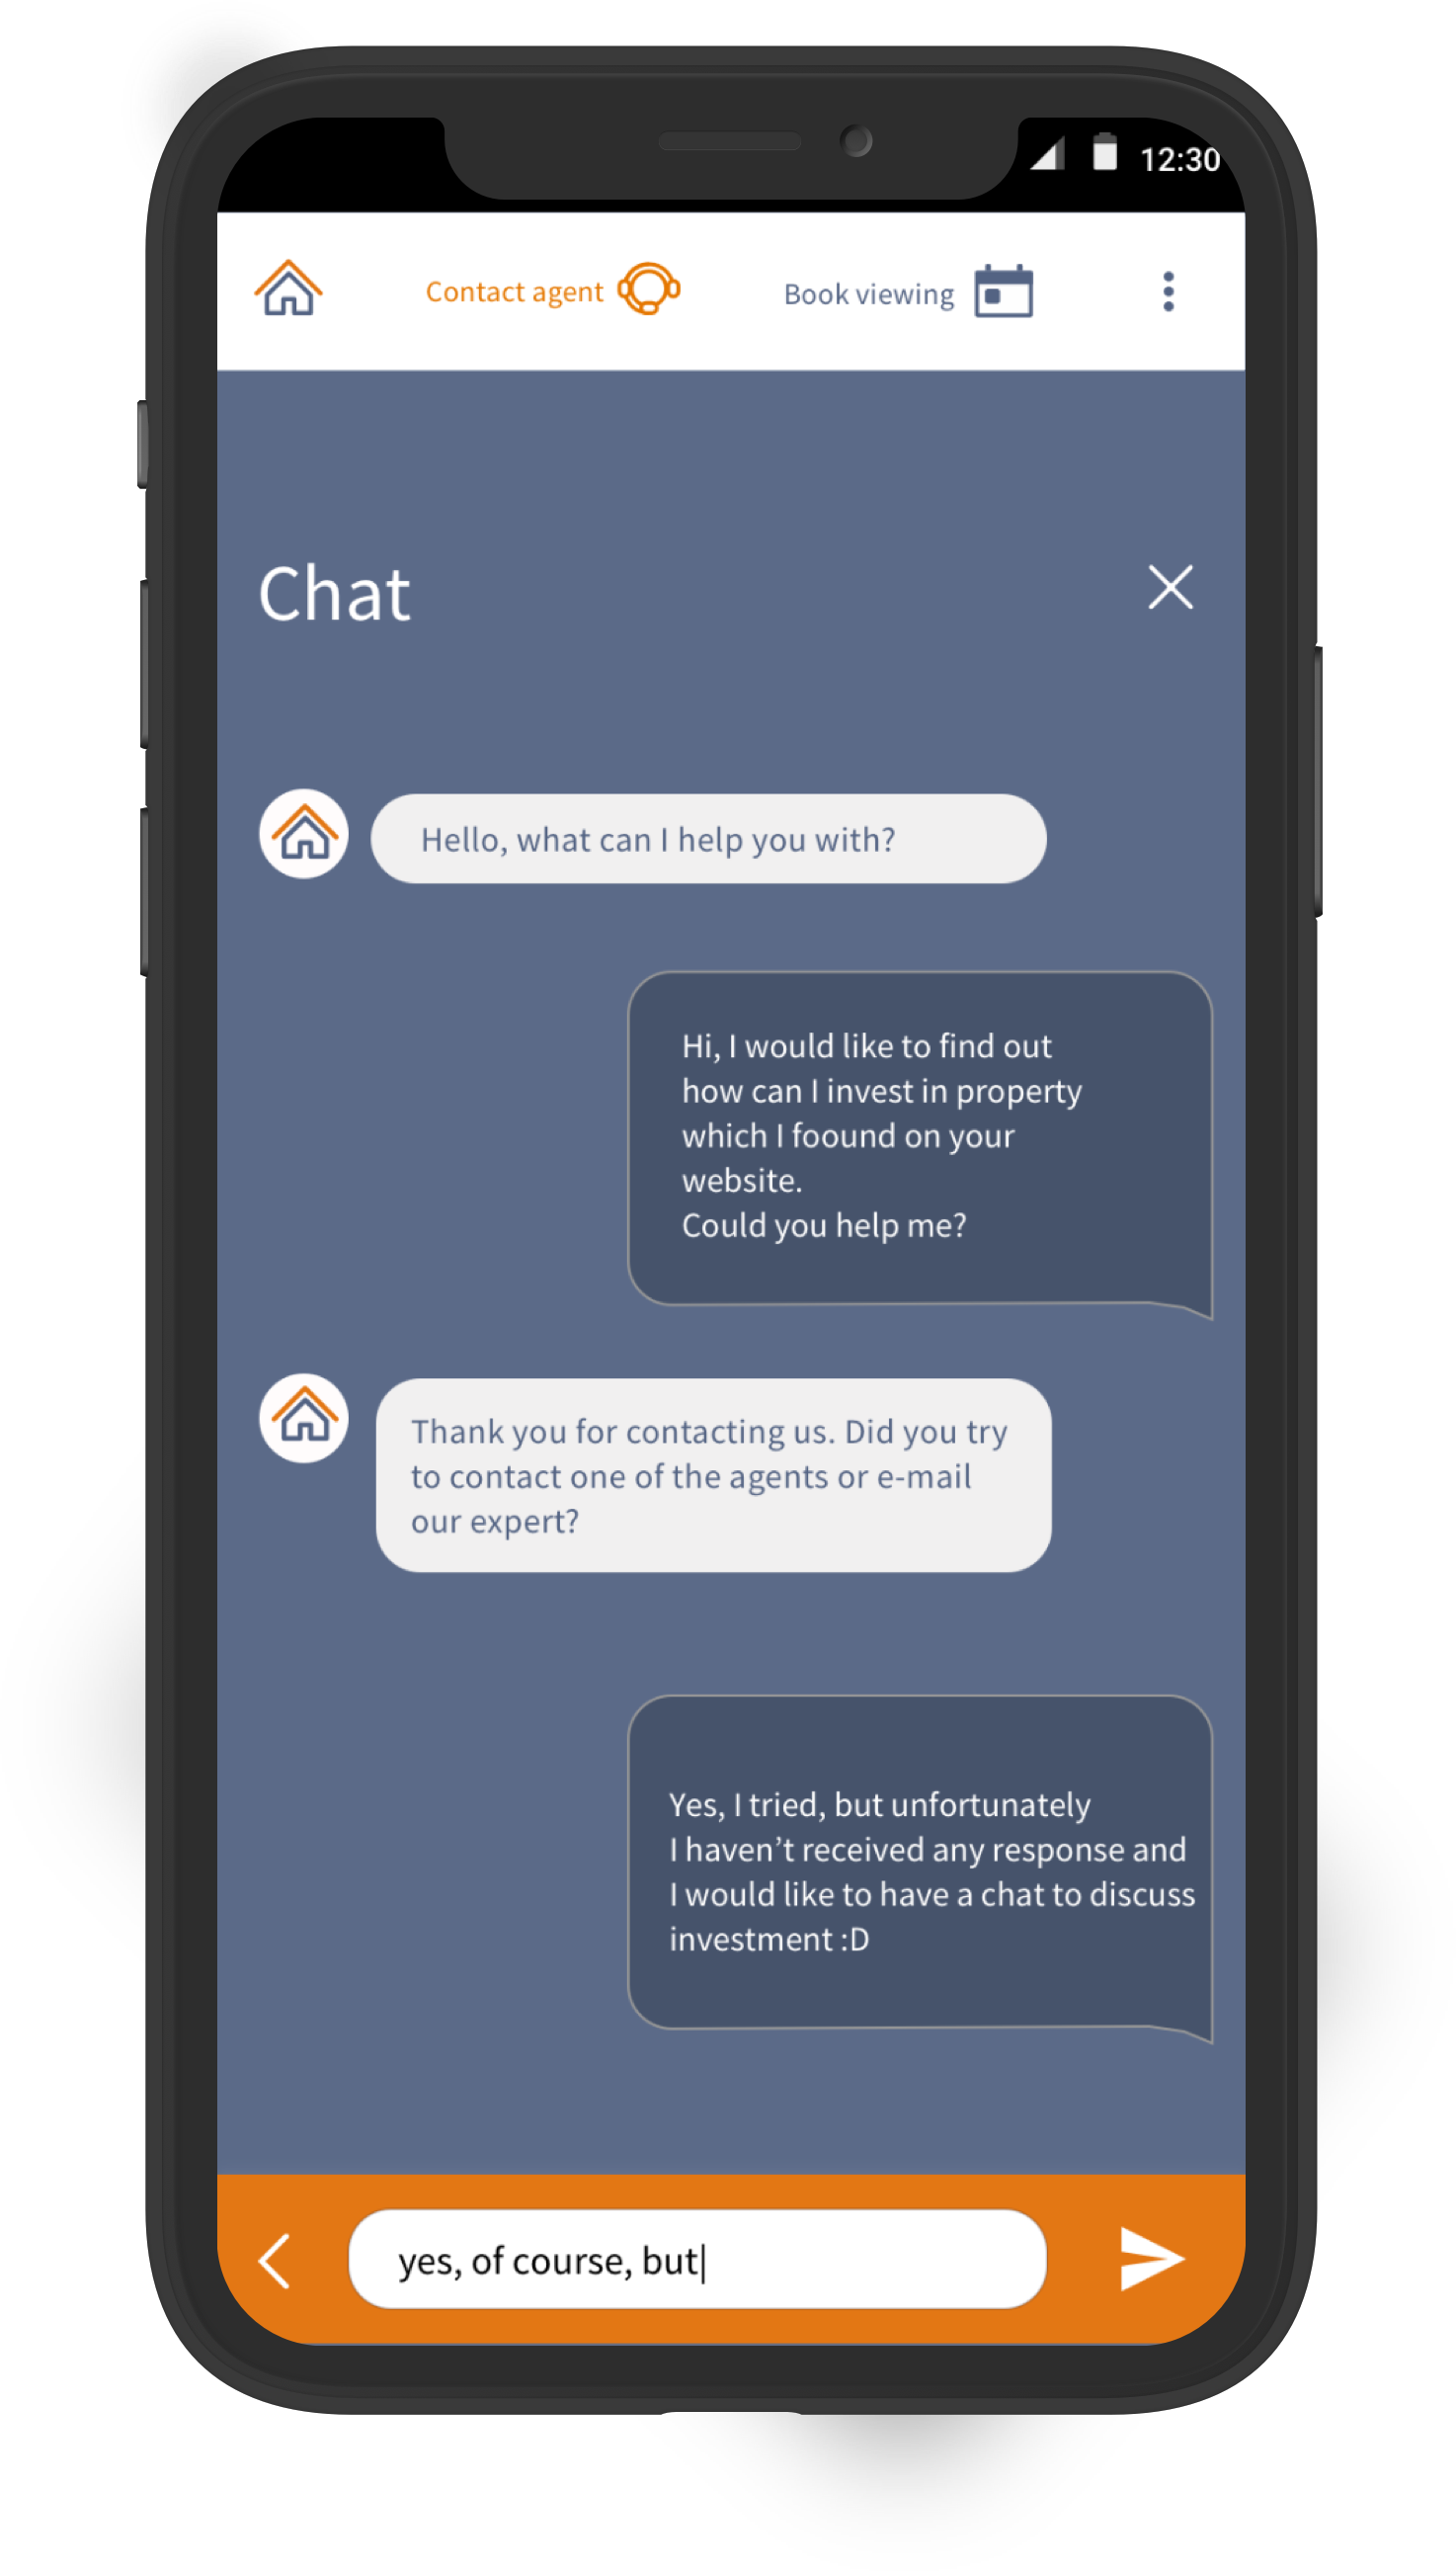 12:30
Contact agent
Book viewing
Chat
Hello, what can I help you with?
Hi, I would like to find out
how can I invest in property
which I foound on your
website.
Could you help me?
Thank you for contacting us. Did you try
to contact one of the agents or e-mail
our expert?
Yes, I tried, but unfortunately
I haven’t received any response and
I would like to have a chat to discuss
investment :D
yes, of course, but